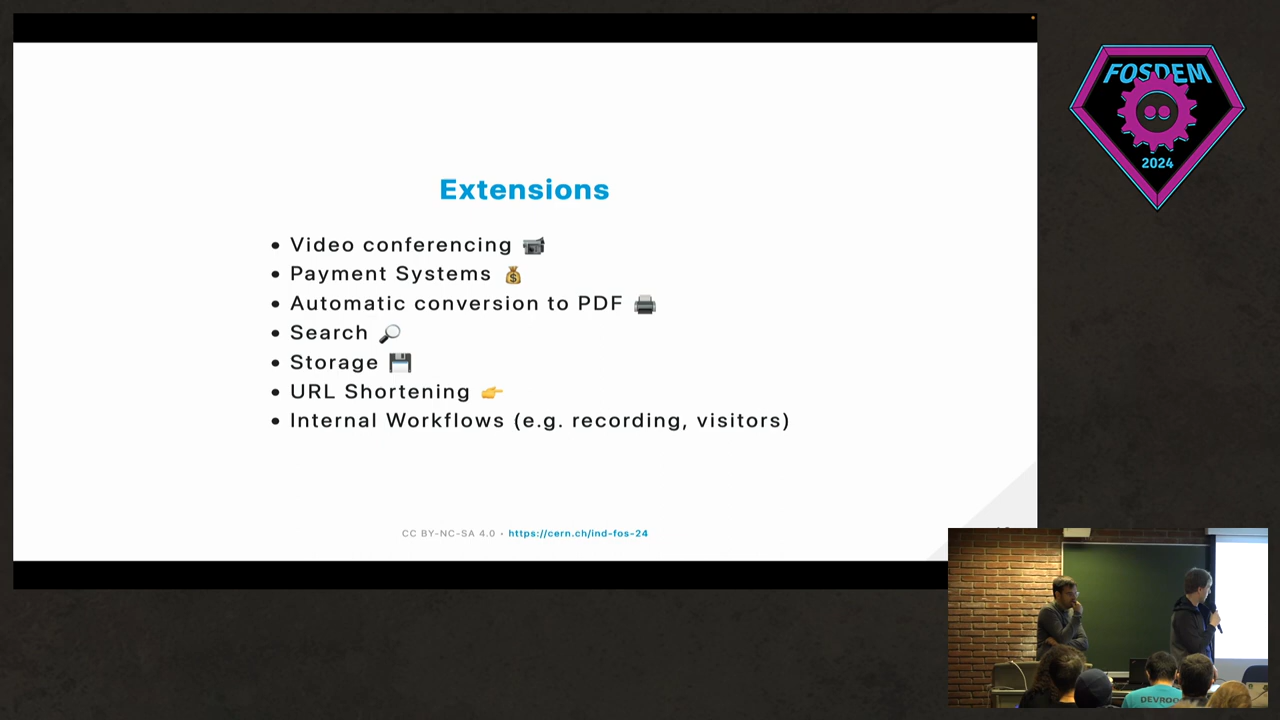 Extensions
• Video conferencing
• Payment Systems
• Automatic conversion to PDF
• Search
• Storage
• URL Shortening
• Internal Workflows (e.g. recording, visitors)
CC BY-NC-SA 4.0 • https://cern.ch/ind-fos-24
FOSDEM
2024
DEVROO